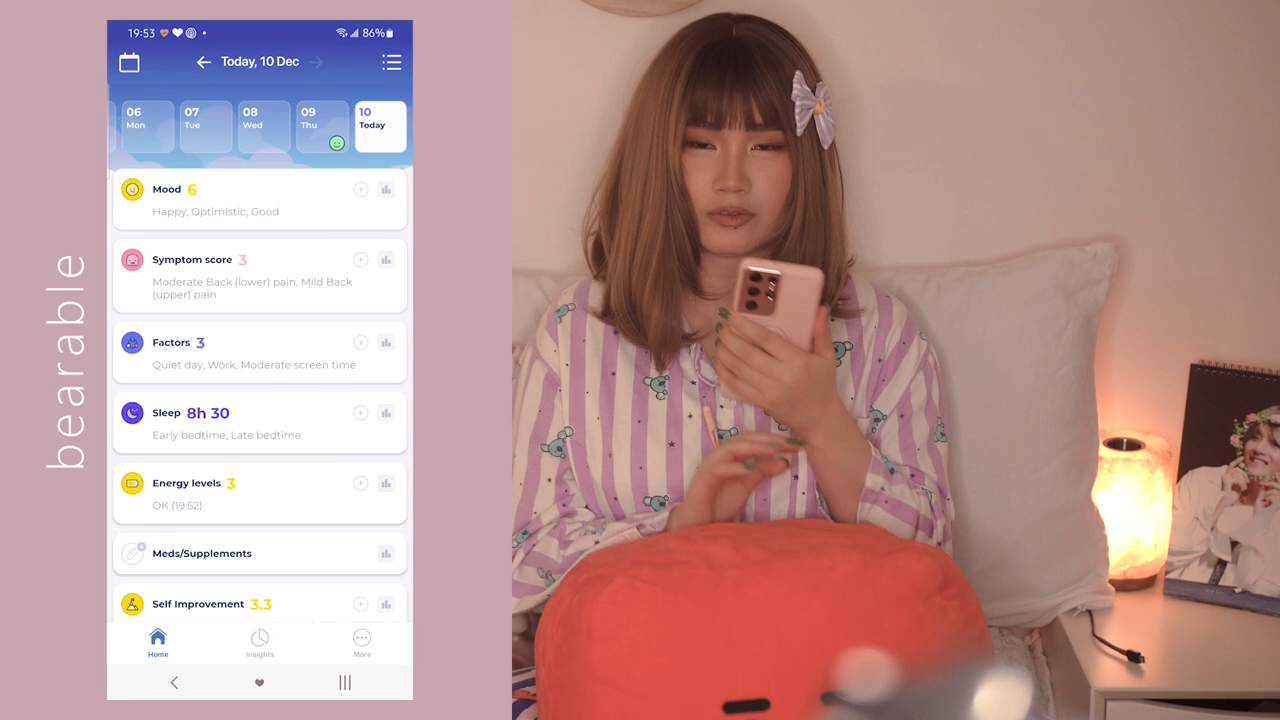 bearable
19:53 86%
Today, 10 Dec
06 07 08 09 10
Mon Tue Wed Thu Today
Mood 6
Happy, Optimistic, Good
Symptom score 3
Moderate Back (lower) pain, Mild Back
(upper) pain
Factors 3
Quiet day, Work, Moderate screen time
Sleep 8h 30
Early bedtime, Late bedtime
Energy levels 3
OK (19:52)
Meds/Supplements
Self Improvement 3.3
Home Insights More